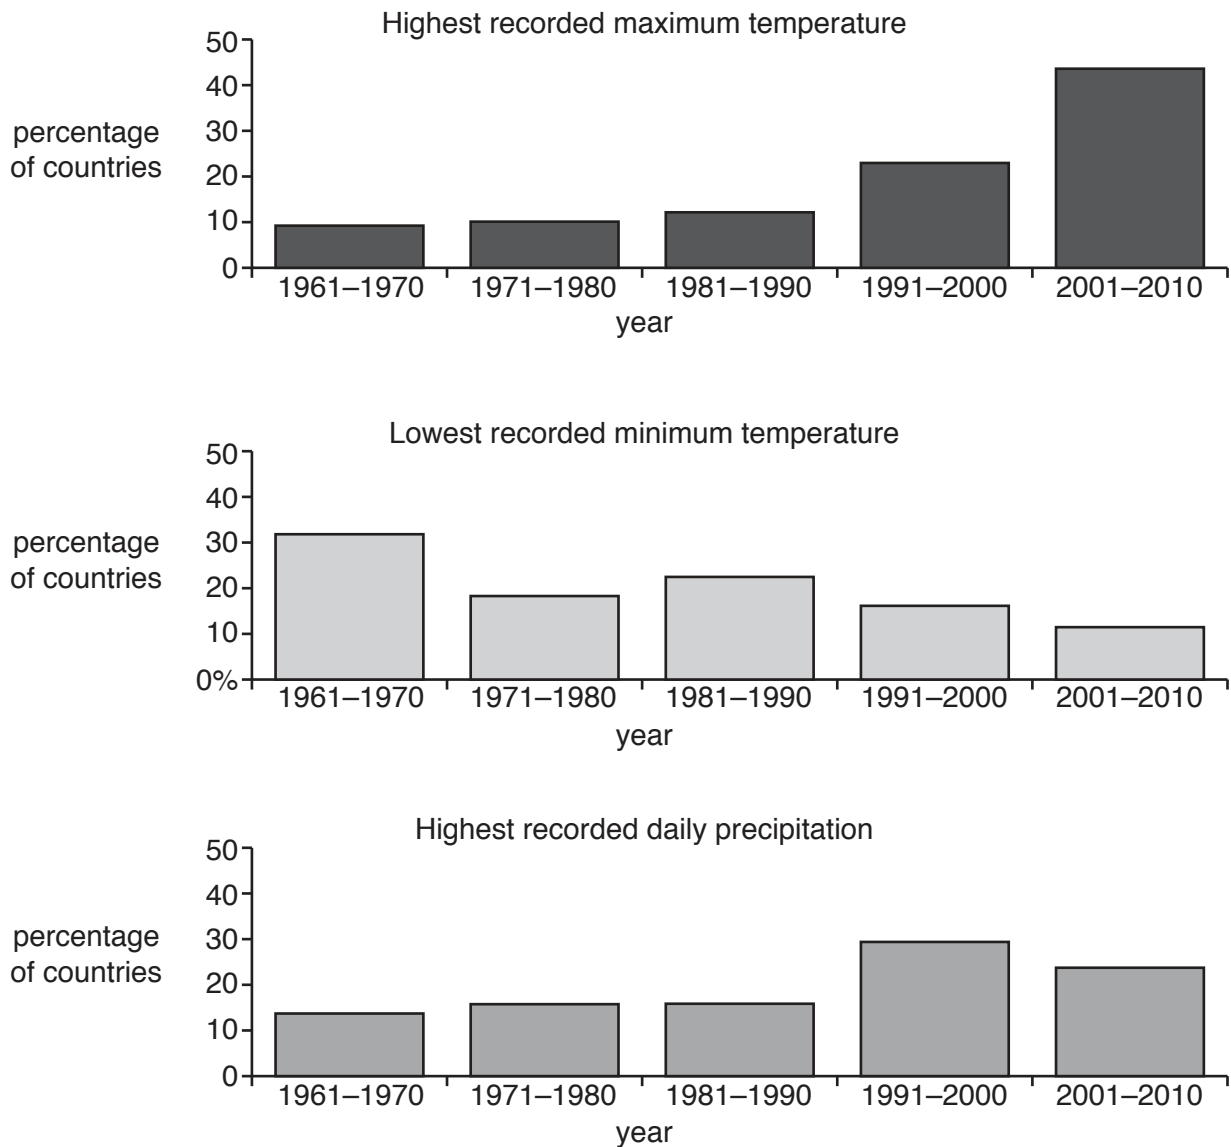 Highest recorded maximum temperature
percentage
of countries
50
40
30
20
10
0
1961–1970 1971–1980 1981–1990 1991–2000 2001–2010
year
Lowest recorded minimum temperature
percentage
of countries
50
40
30
20
10
0%
1961–1970 1971–1980 1981–1990 1991–2000 2001–2010
year
Highest recorded daily precipitation
percentage
of countries
50
40
30
20
10
0
1961–1970 1971–1980 1981–1990 1991–2000 2001–2010
year